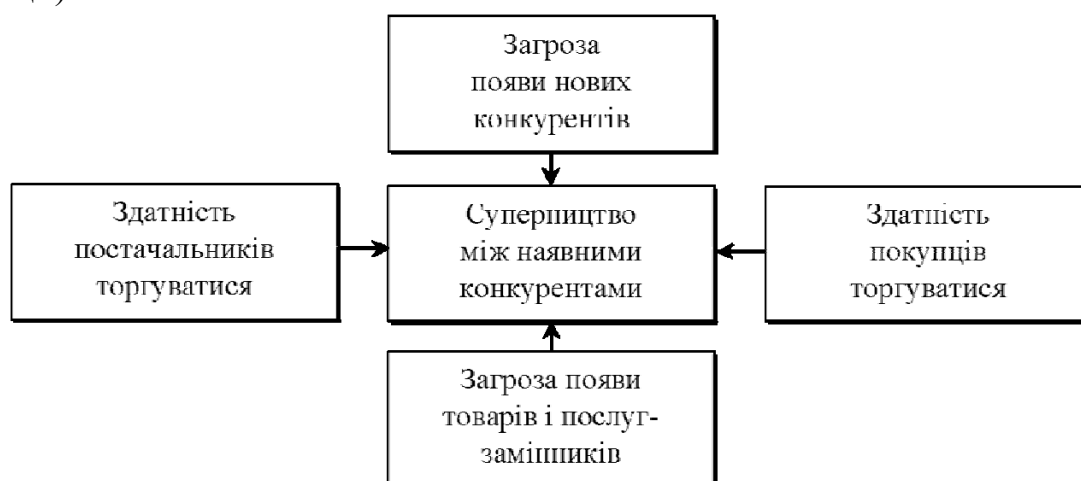 Загроза
появи нових
конкурентів
Здатність
постачальників
торгуватися
Суперництво
між наявними
конкурентами
Здатність
покупців
торгуватися
Загроза появи
товарів і послуг-
замінників